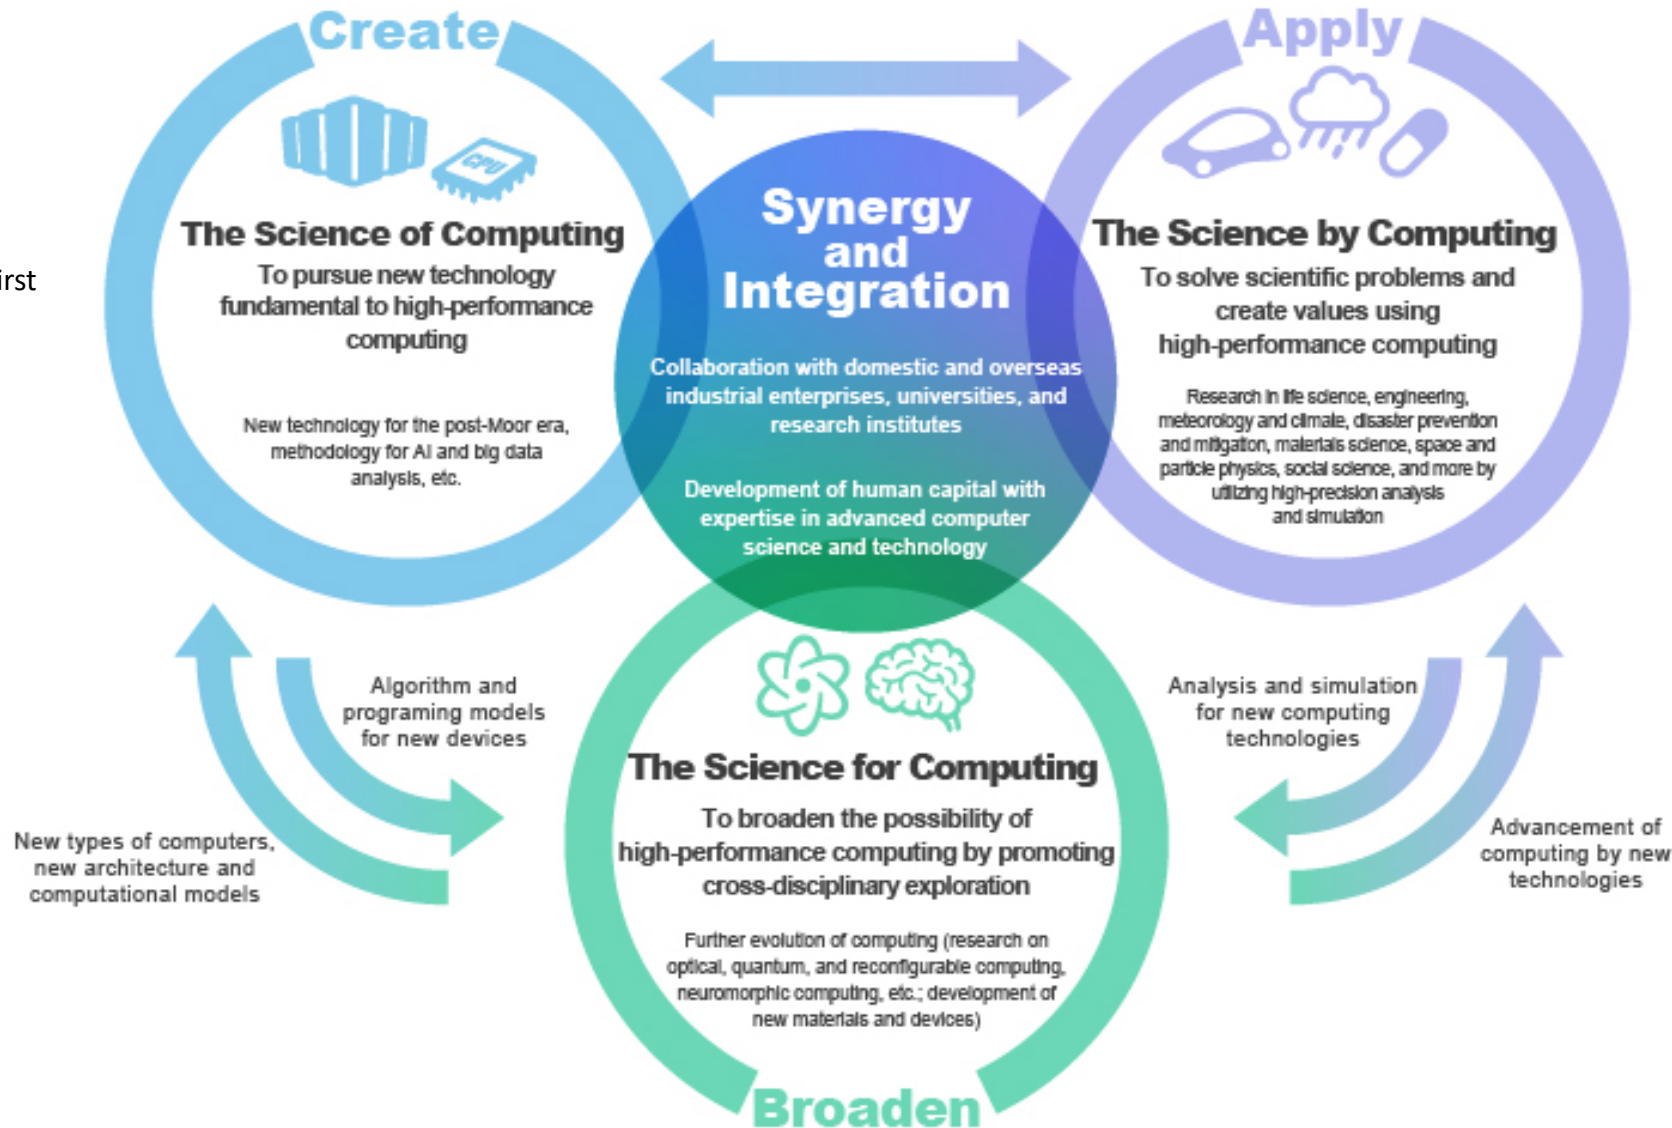 Create
CPU
The Science of Computing
To pursue new technology
fundamental to high-performance
computing
New technology for the post-Moor era,
methodology for AI and big data
analysis, etc.
irst
Synergy
and
Integration
Collaboration with domestic and overseas
industrial enterprises, universities, and
research institutes
Development of human capital with
expertise in advanced computer
science and technology
Apply
The Science by Computing
To solve scientific problems and
create values using
high-performance computing
Research in life science, engineering,
meteorology and climate, disaster prevention
and mitigation, materials science, space and
particle physics, social science, and more by
utilizing high-precision analysis
and simulation
Algorithm and
programing models
for new devices
New types of computers,
new architecture and
computational models
The Science for Computing
To broaden the possibility of
high-performance computing by promoting
cross-disciplinary exploration
Further evolution of computing (research on
optical, quantum, and reconfigurable computing,
neuromorphic computing, etc.; development of
new materials and devices)
Broaden
Analysis and simulation
for new computing
technologies
Advancement of
computing by new
technologies